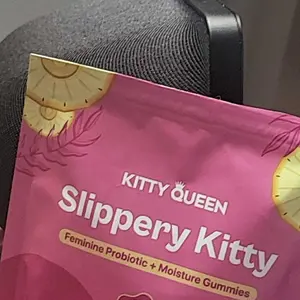 KITTY QUEEN
Slippery Kitty
Feminine Probiotic + Moisture Gummies